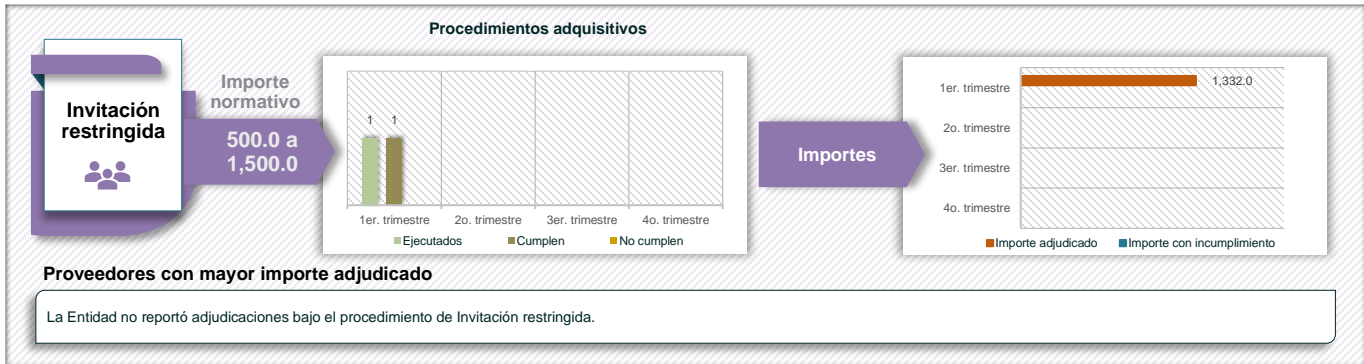 Procedimientos adquisitivos
Invitación
restringida
Importe
normativo
500.0 a
1,500.0
1 1
1er. trimestre 2o. trimestre 3er. trimestre 4o. trimestre
Ejecutados Cumplen No cumplen
Importes
1er. trimestre 1,332.0
2o. trimestre
3er. trimestre
4o. trimestre
Importe adjudicado Importe con incumplimiento
Proveedores con mayor importe adjudicado
La Entidad no reportó adjudicaciones bajo el procedimiento de Invitación restringida.